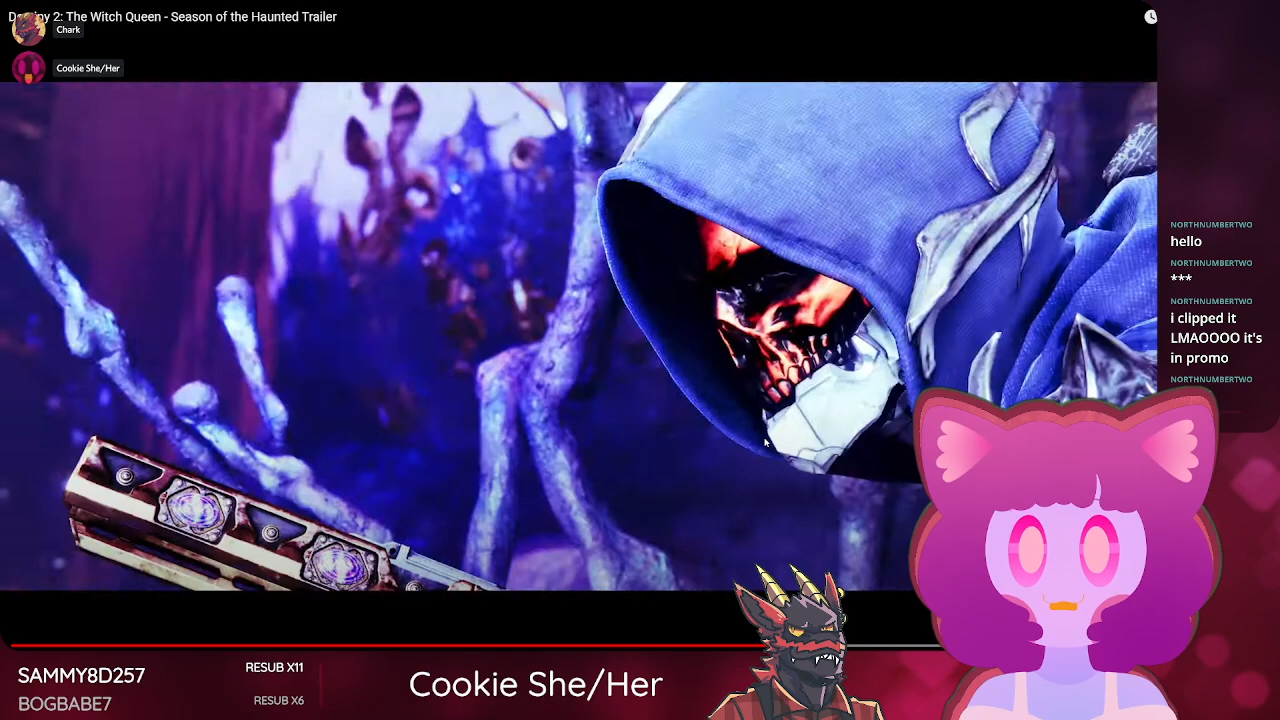 Destiny 2: The Witch Queen - Season of the Haunted Trailer
Chark
Cookie She/Her
NORTHNUMBERTWO
hello
NORTHNUMBERTWO
***
NORTHNUMBERTWO
i clipped it
LMAOOOO it's
in promo
NORTHNUMBERTWO
SAMMY8D257
RESUB X11
BOGBABE7
RESUB X6
Cookie She/Her